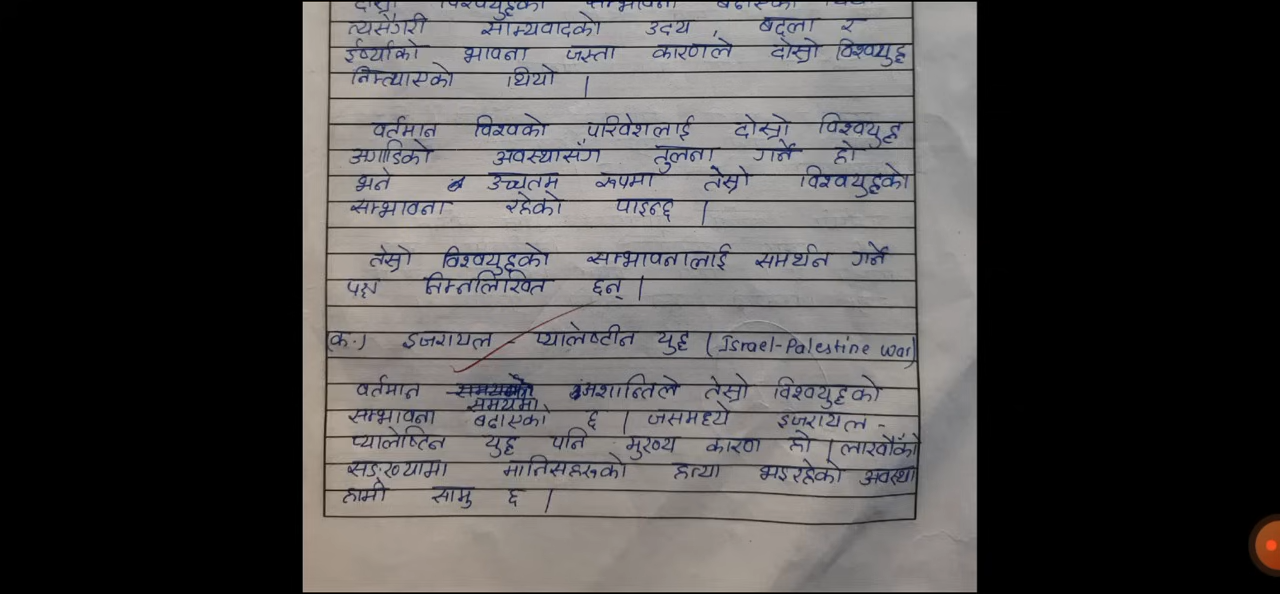 त्यसैगरी साम्यवादको उदय, बदला र
ईर्ष्याको भावना जस्ता कारणले दोस्रो विश्वयुद्ध
निम्त्याएको थियो |
वर्तमान विश्वको परिवेशलाई दोस्रो विश्वयुद्ध
अगाडिको अवस्थासँग तुलना गर्ने हो
भने उच्चतम रूपमा तेस्रो विश्वयुद्धको
सम्भावना रहेको पाइन्छ |
तेस्रो विश्वयुद्धको सम्भावनालाई समर्थन गर्ने
पक्ष निम्नलिखित छन् |
(क.) इजरायल - प्यालेष्टीन युद्ध (Israel-Palestine war)
वर्तमान समयमा अशान्तिले तेस्रो विश्वयुद्धको
सम्भावना बढाएको छ | जसमध्ये इजरायल -
प्यालेष्टिन युद्ध पनि मुख्य कारण हो | लाखौँको
सङ्ख्यामा मानिसहरूको हत्या भइरहेको अवस्था
हामी सामु छ |